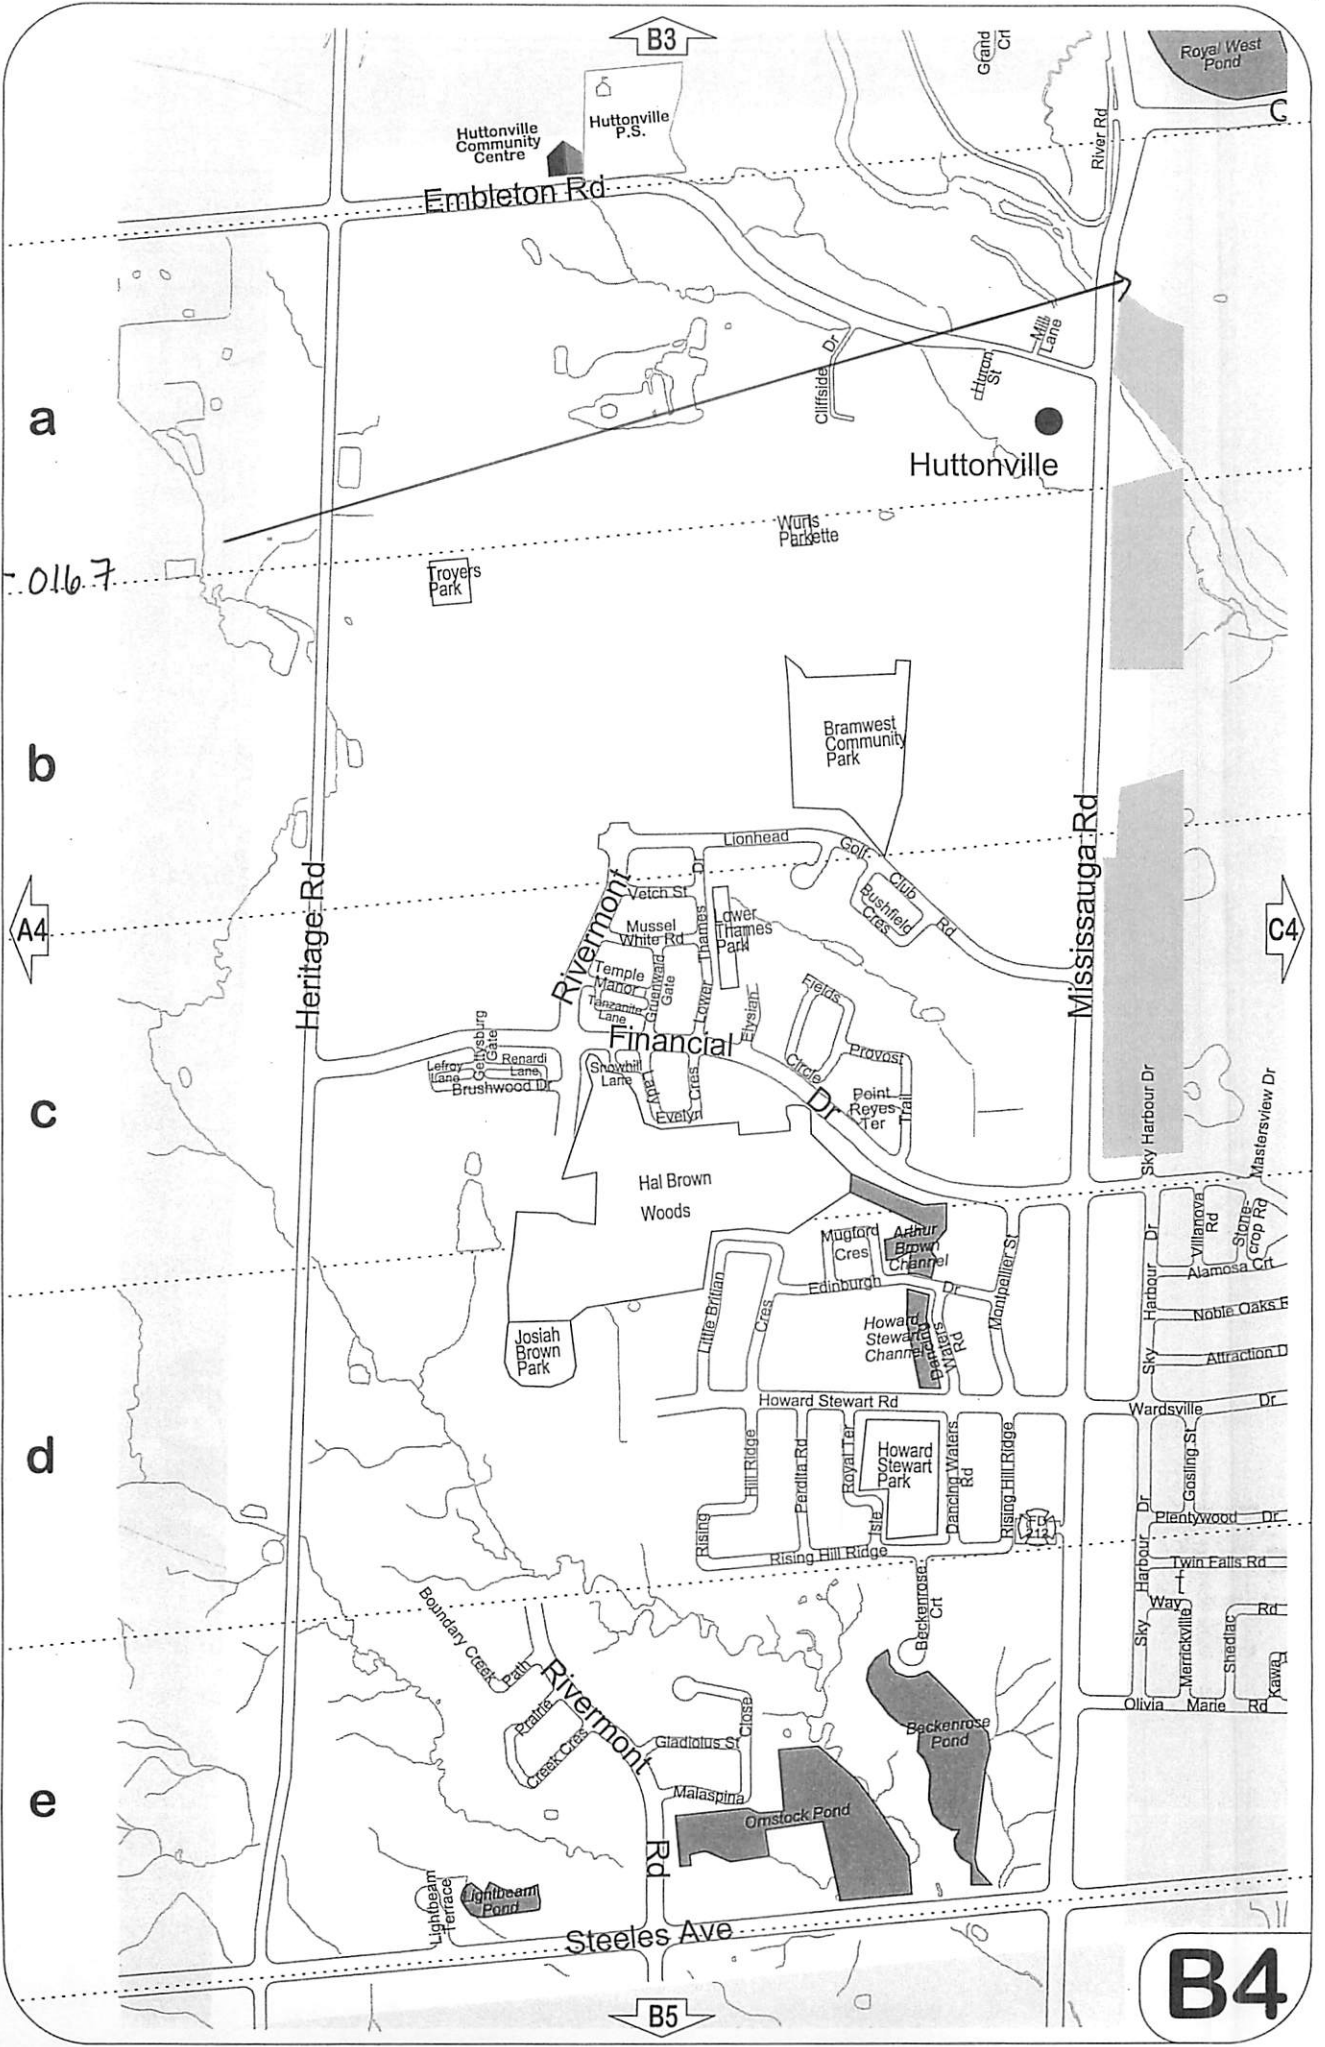 B3
Grand
Crt
Royal West
Pond
Huttonville
P.S.
Huttonville
Community
Centre
C
River Rd
Embleton Rd
Mill
Lane
Huron
St
Cliffside Dr
a
Huttonville
Wurls
Parkette
-.016.7
Troyers
Park
b
Bramwest
Community
Park
Mississauga Rd
Heritage Rd
Lionhead
Golf
Club
Rd
Bushfield
Cres
Rivermont
Vetch St
Dr
Thames
Lower
Lower
Thames
Park
Mussel
White Rd
Gruenwald
Gate
Temple
Manor
Tanzanite
Lane
A4
C4
Elysian
Fields
Circle
Provost
Trail
Point
Reyes
Ter
Financial
Dr
Gettysburg
Gate
Lefroy
Lane
Renardi
Lane
Brushwood Dr
Snowhill
Lane
Lady
Evelyn
Cres
c
Sky Harbour Dr
Mastersview Dr
Hal Brown
Woods
Arthur
Brown
Channel
Mugford
Cres
Edinburgh
Dr
Montpellier St
Villanova
Rd
Stone-
crop Rd
Alamosa Crt
Noble Oaks
Attraction D
Sky Harbour Dr
Little Britian
Cres
Howard
Stewart
Channel
Dancing
Waters
Rd
Josiah
Brown
Park
Howard Stewart Rd
Wardsville
Dr
d
Hill Ridge
Rising
Perdita Rd
Royal Ter
Isle
Howard
Stewart
Park
Dancing Waters
Rd
Rising Hill Ridge
FD
212
Gosling St
Plentywood
Dr
Rising Hill Ridge
Twin Falls Rd
Sky Harbour Dr
Way
Merrickville
Shediac
Rd
Kawa
Olivia Marie Rd
Beckenrose
Crt
Boundary Creek
Path
Rivermont
Prairie
Creek Cres
Gladiolus St
Close
Malaspina
Beckenrose
Pond
e
Omstock Pond
Rd
Lightbeam
Terrace
Lightbeam
Pond
Steeles Ave
B4
B5